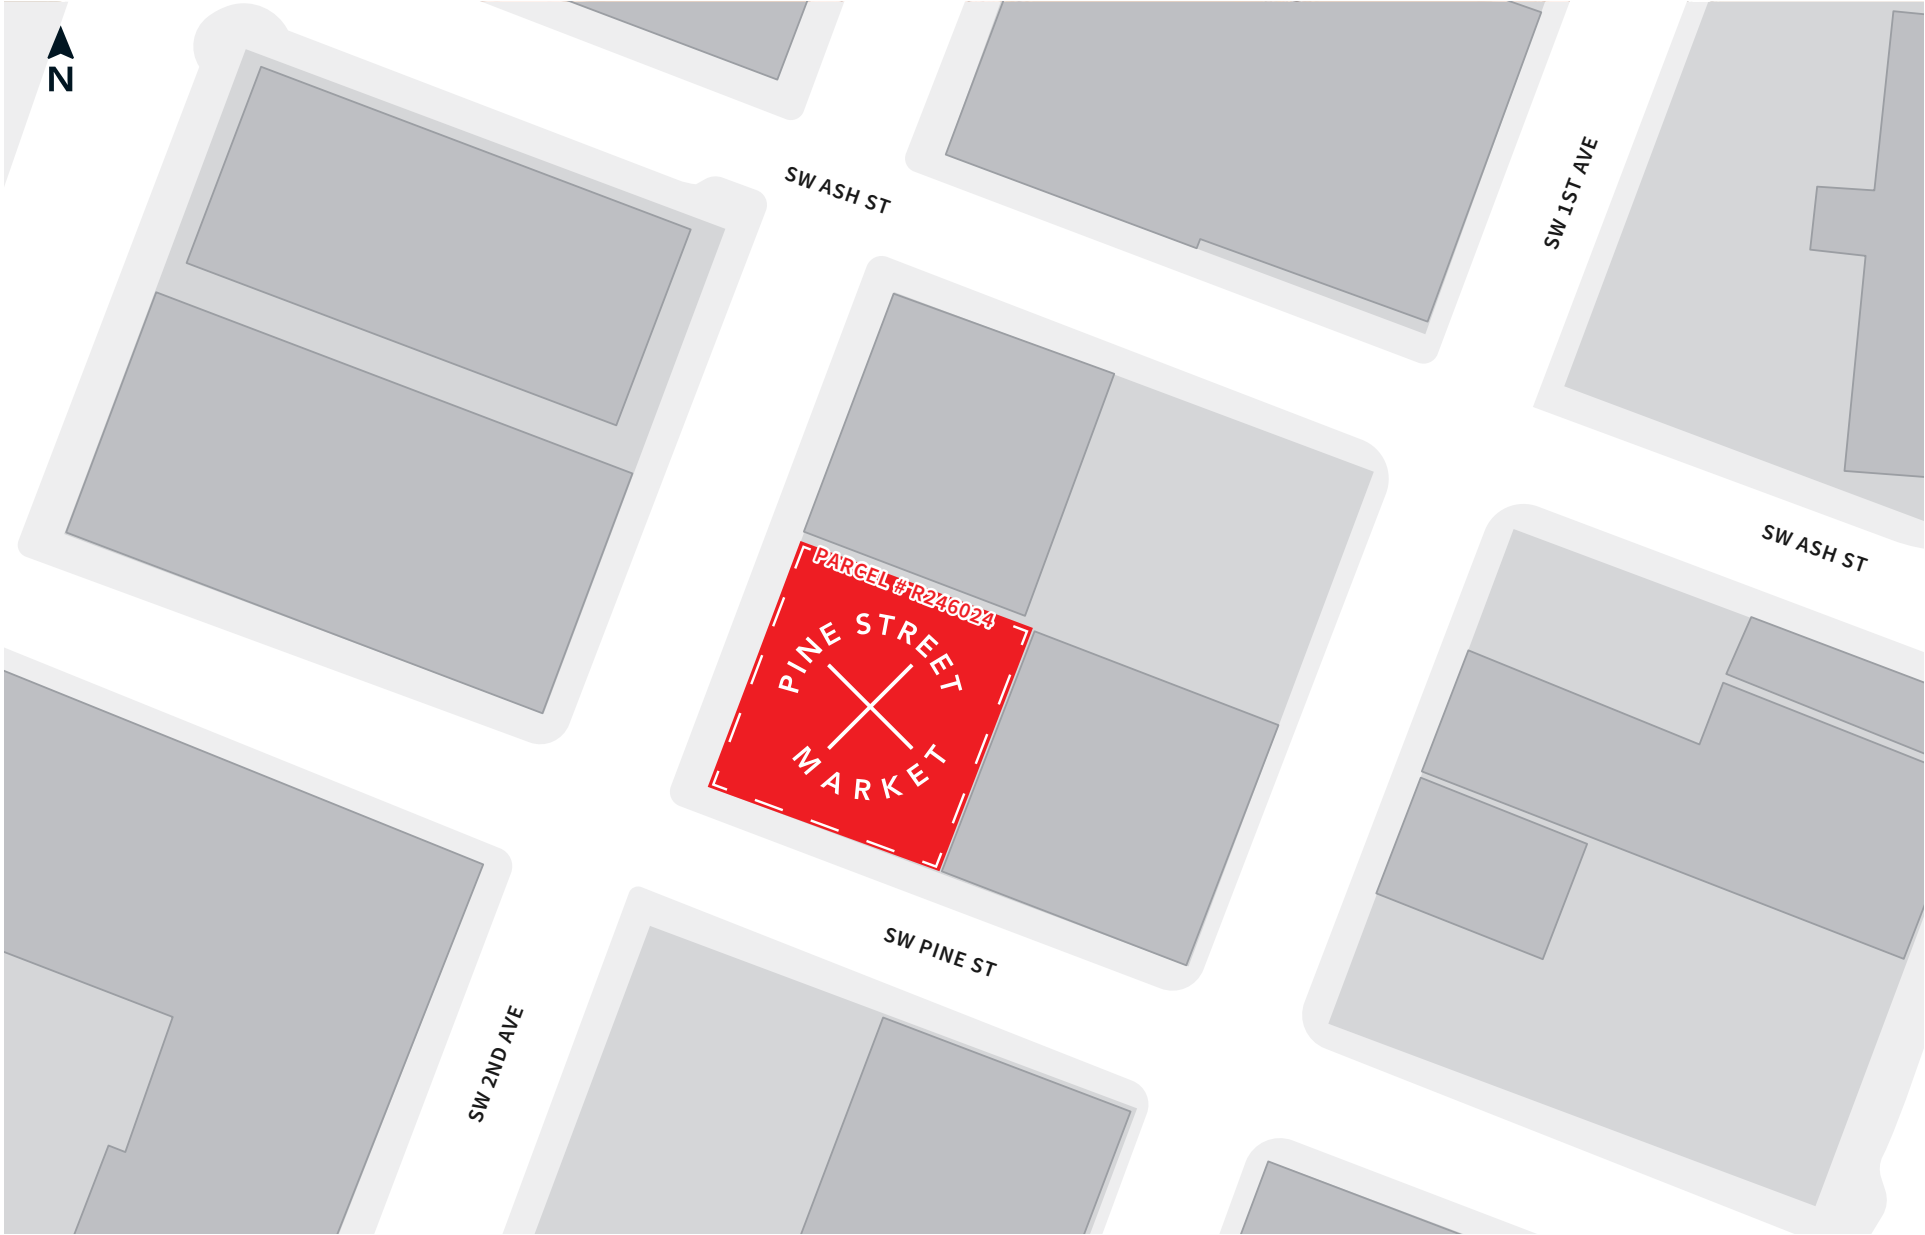 N
SW ASH ST
SW 1ST AVE
SW ASH ST
PARCEL # R246024
PINE STREET
MARKET
SW PINE ST
SW 2ND AVE